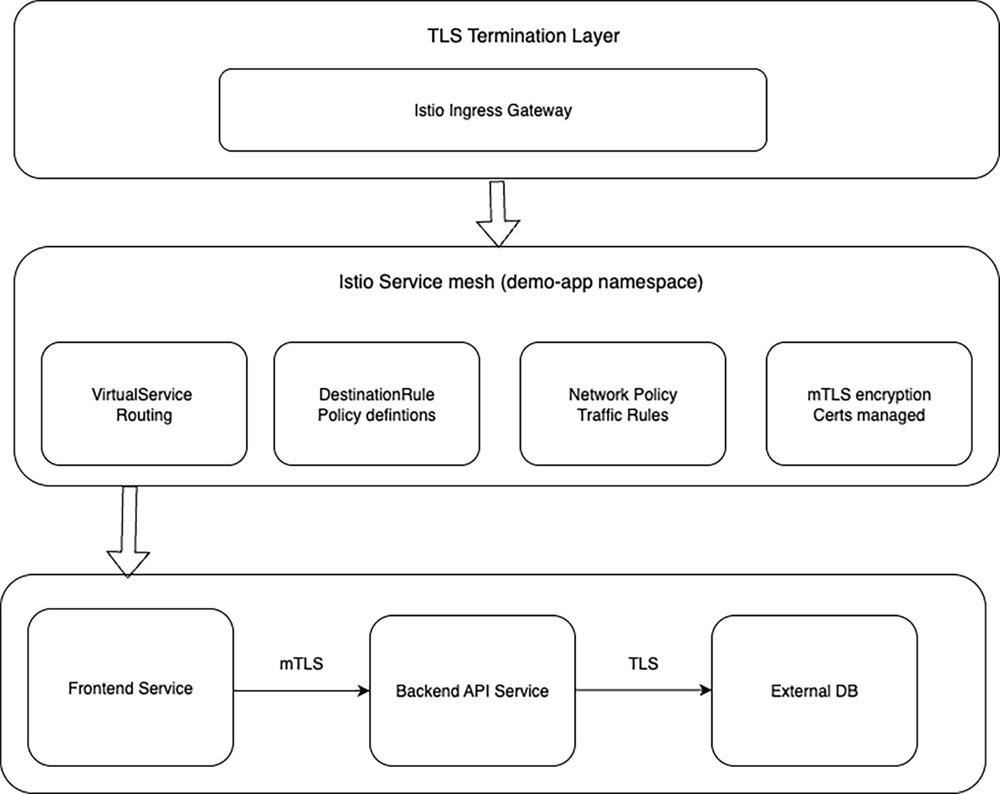 TLS Termination Layer
Istio Ingress Gateway
Istio Service mesh (demo-app namespace)
VirtualService
Routing
DestinationRule
Policy defintions
Network Policy
Traffic Rules
mTLS encryption
Certs managed
Frontend Service
mTLS
Backend API Service
TLS
External DB